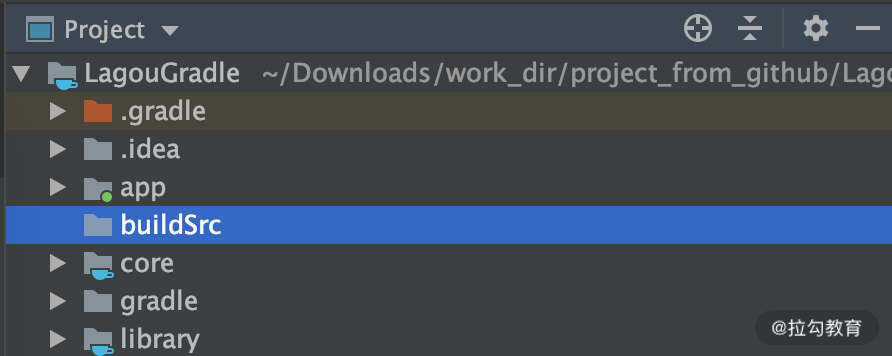 Project
LagouGradle ~/Downloads/work_dir/project_from_github/Lago
.gradle
.idea
app
buildSrc
core
gradle
library
@拉勾教育